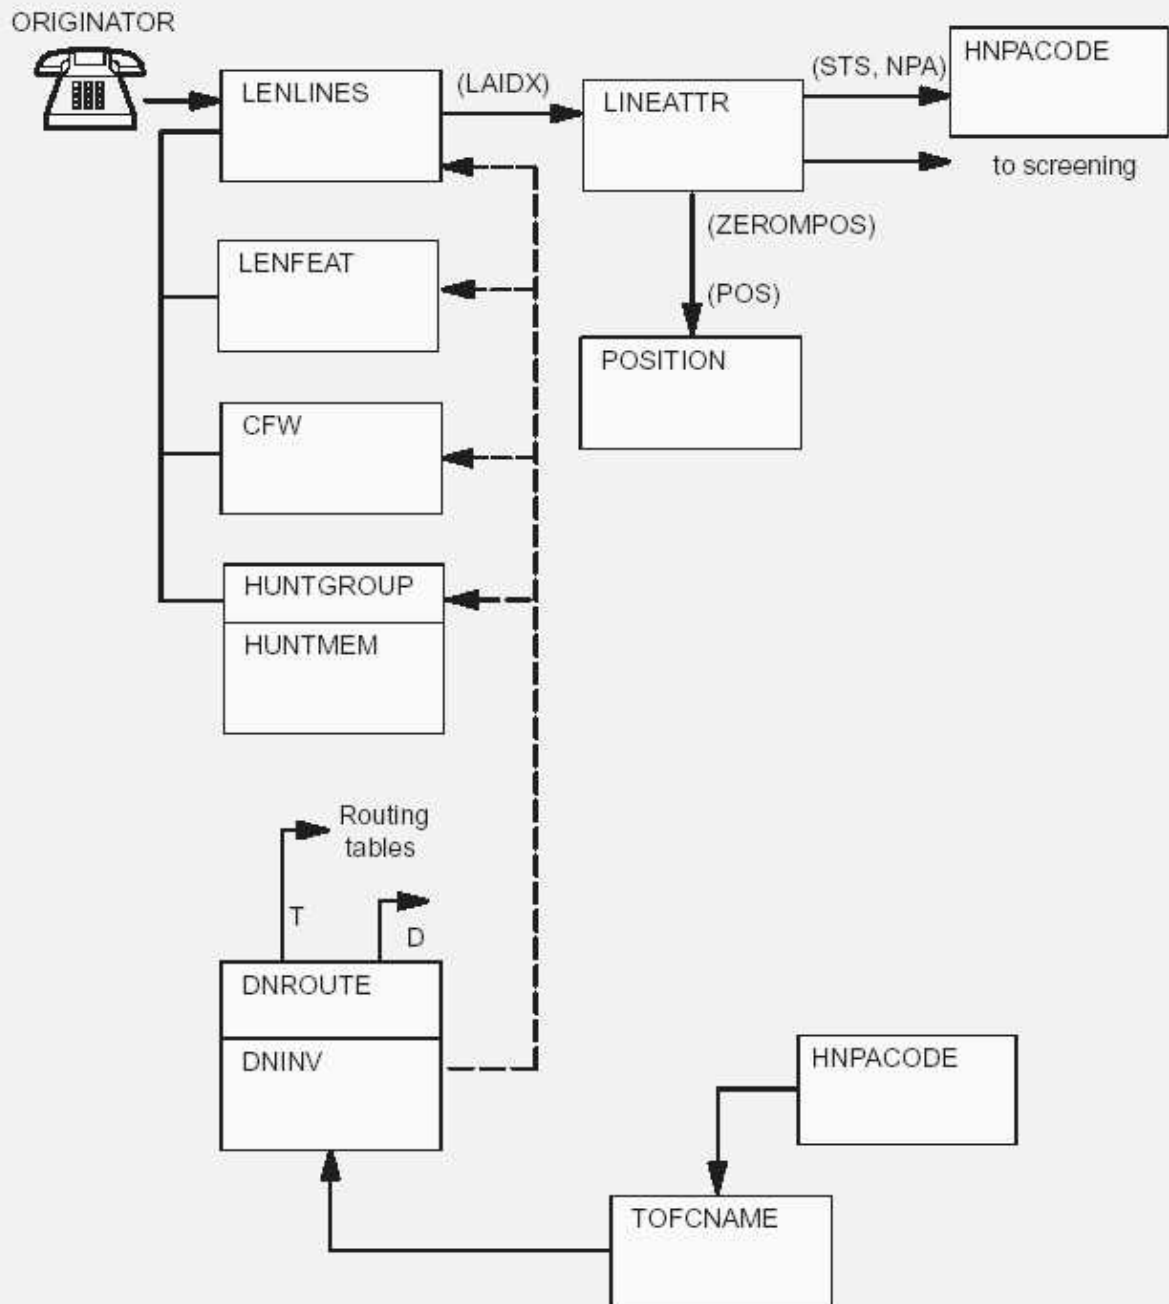 ORIGINATOR
LENLINES
(LAIDX)
LINEATTR
(STS, NPA)
HNPACODE
to screening
(ZEROMPOS)
(POS)
POSITION
LENFEAT
CFW
HUNTGROUP
HUNTMEM
Routing
tables
T
D
DNROUTE
DNINV
HNPACODE
TOFCNAME